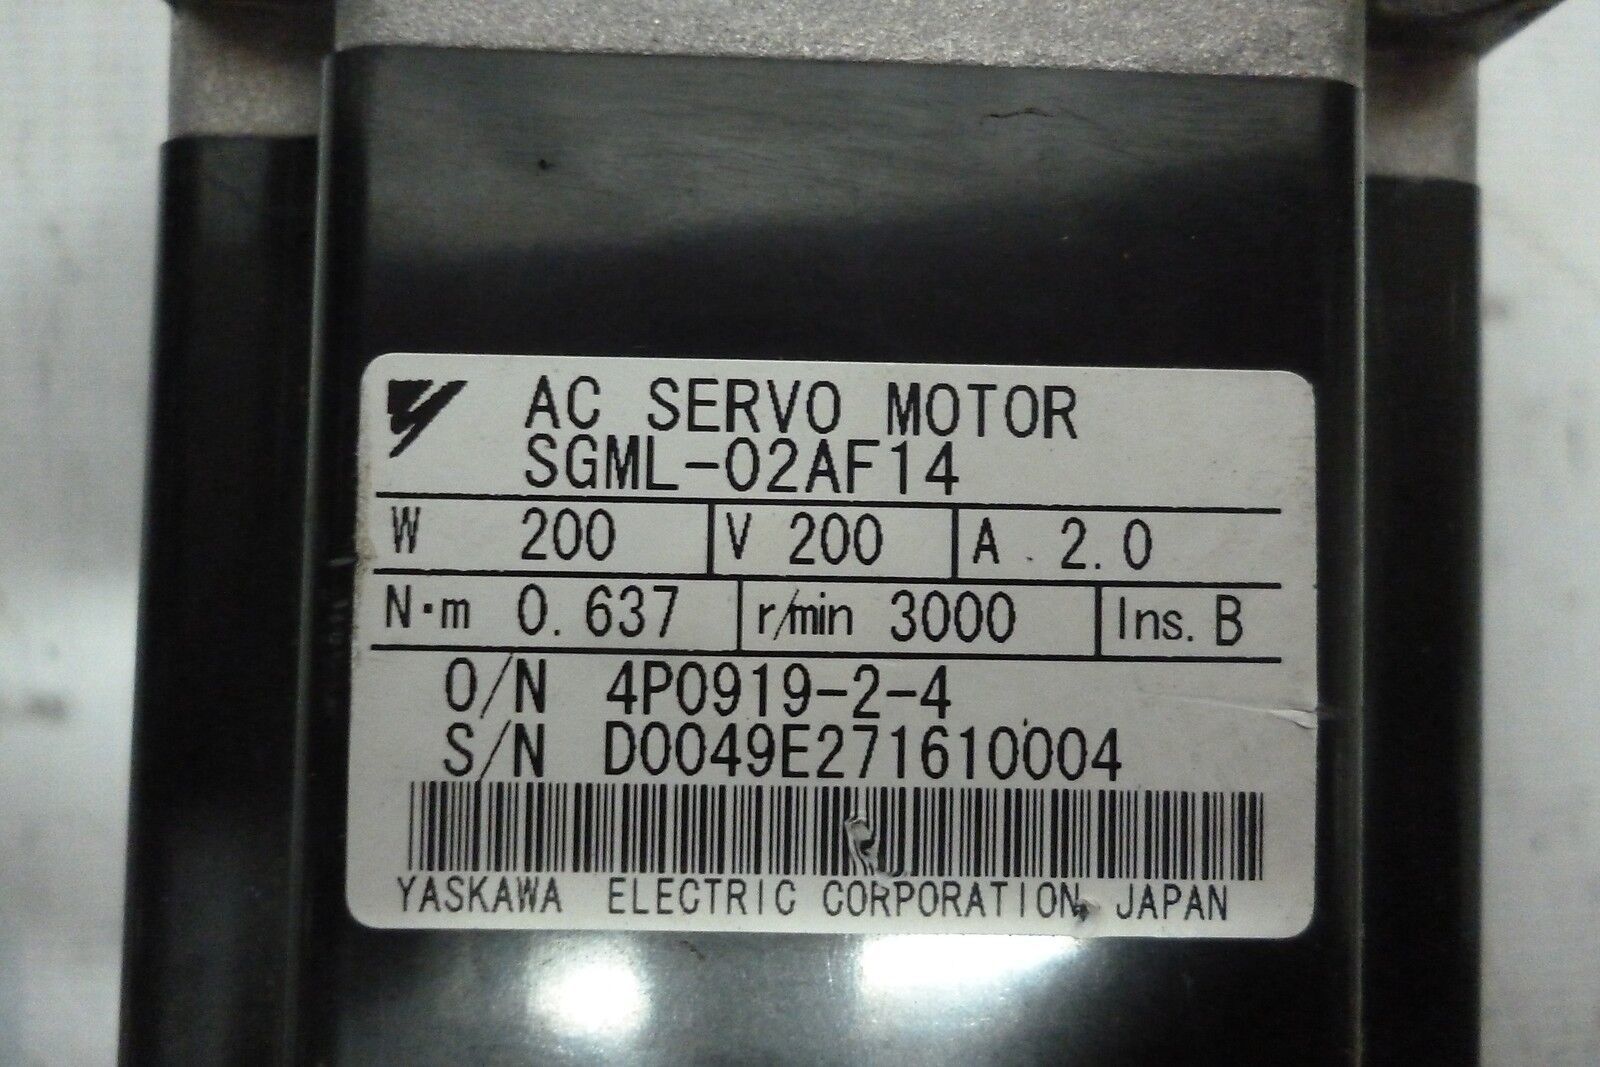 AC SERVO MOTOR
SGML-02AF14
W 200 V 200 A 2.0
N·m 0.637 r/min 3000 Ins. B
O/N 4P0919-2-4
S/N D0049E271610004
YASKAWA ELECTRIC CORPORATION, JAPAN